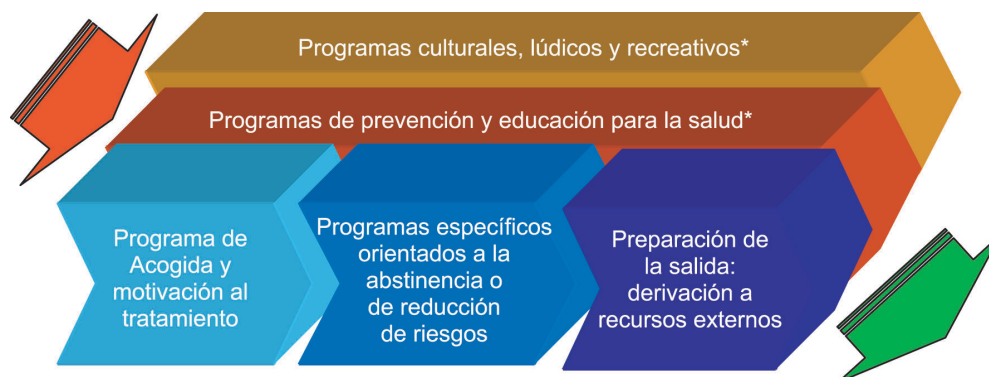 Programas culturales, lúdicos y recreativos*
Programas de prevención y educación para la salud*
Programa de
Acogida y
motivación al
tratamiento
Programas específicos
orientados a la
abstinencia o
de reducción
de riesgos
Preparación de
la salida:
derivación a
recursos externos